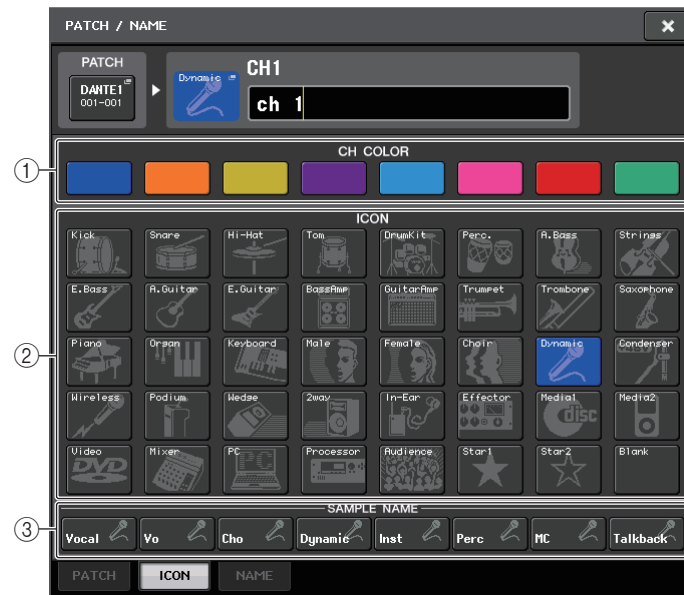 PATCH / NAME
PATCH
DANTE1
001-001
Dynamic
CH1
ch 1
1
CH COLOR
2
ICON
Kick Snare Hi-Hat Tom DrumKit Perc. A.Bass Strings
E.Bass A.Guitar E.Guitar BassAmp GuitarAmp Trumpet Trombone Saxophone
Piano Organ Keyboard Male Female Choir Dynamic Condenser
Wireless Podium Wedge 2way In-Ear Effector Media1 disc Media2
Video DVD Mixer PC PC Processor Audience Star1 Star2 Blank
3
SAMPLE NAME
Vocal Vo Cho Dynamic Inst Perc MC Talkback
PATCH ICON NAME